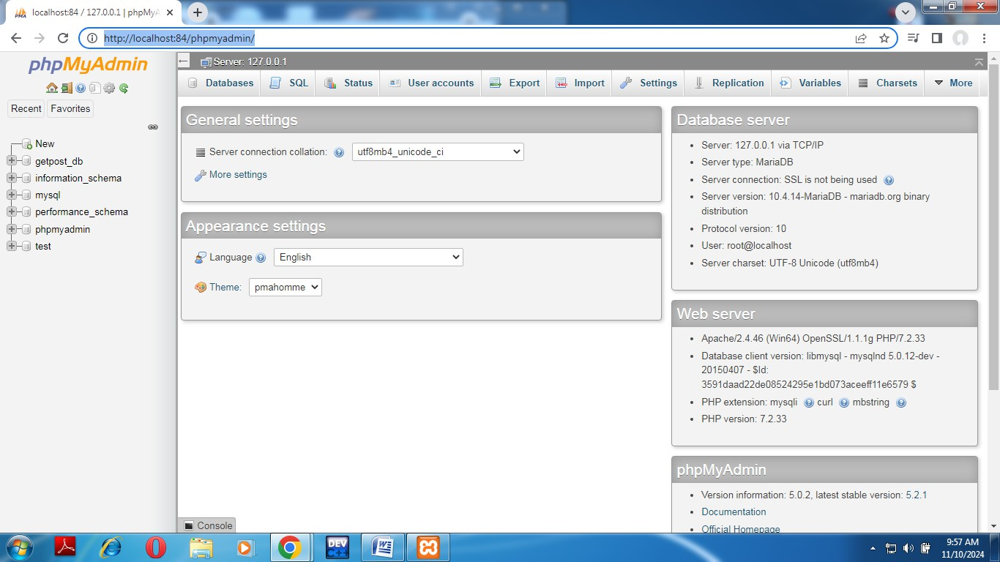 localhost:84 / 127.0.0.1 | phpMyA
http://localhost:84/phpmyadmin/
phpMyAdmin
Recent Favorites
New
getpost_db
information_schema
mysql
performance_schema
phpmyadmin
test
Server: 127.0.0.1
Databases SQL Status User accounts Export Import Settings Replication Variables Charsets More
General settings
Server connection collation: utf8mb4_unicode_ci
More settings
Appearance settings
Language English
Theme: pmahomme
Database server
Server: 127.0.0.1 via TCP/IP
Server type: MariaDB
Server connection: SSL is not being used
Server version: 10.4.14-MariaDB - mariadb.org binary
distribution
Protocol version: 10
User: root@localhost
Server charset: UTF-8 Unicode (utf8mb4)
Web server
Apache/2.4.46 (Win64) OpenSSL/1.1.1g PHP/7.2.33
Database client version: libmysql - mysqlnd 5.0.12-dev -
20150407 - $Id:
3591daad22de08524295e1bd073aceeff11e6579 $
PHP extension: mysqli curl mbstring
PHP version: 7.2.33
phpMyAdmin
Version information: 5.0.2, latest stable version: 5.2.1
Documentation
Official Homepage
Console
DEV
C++
W
9:57 AM
11/10/2024